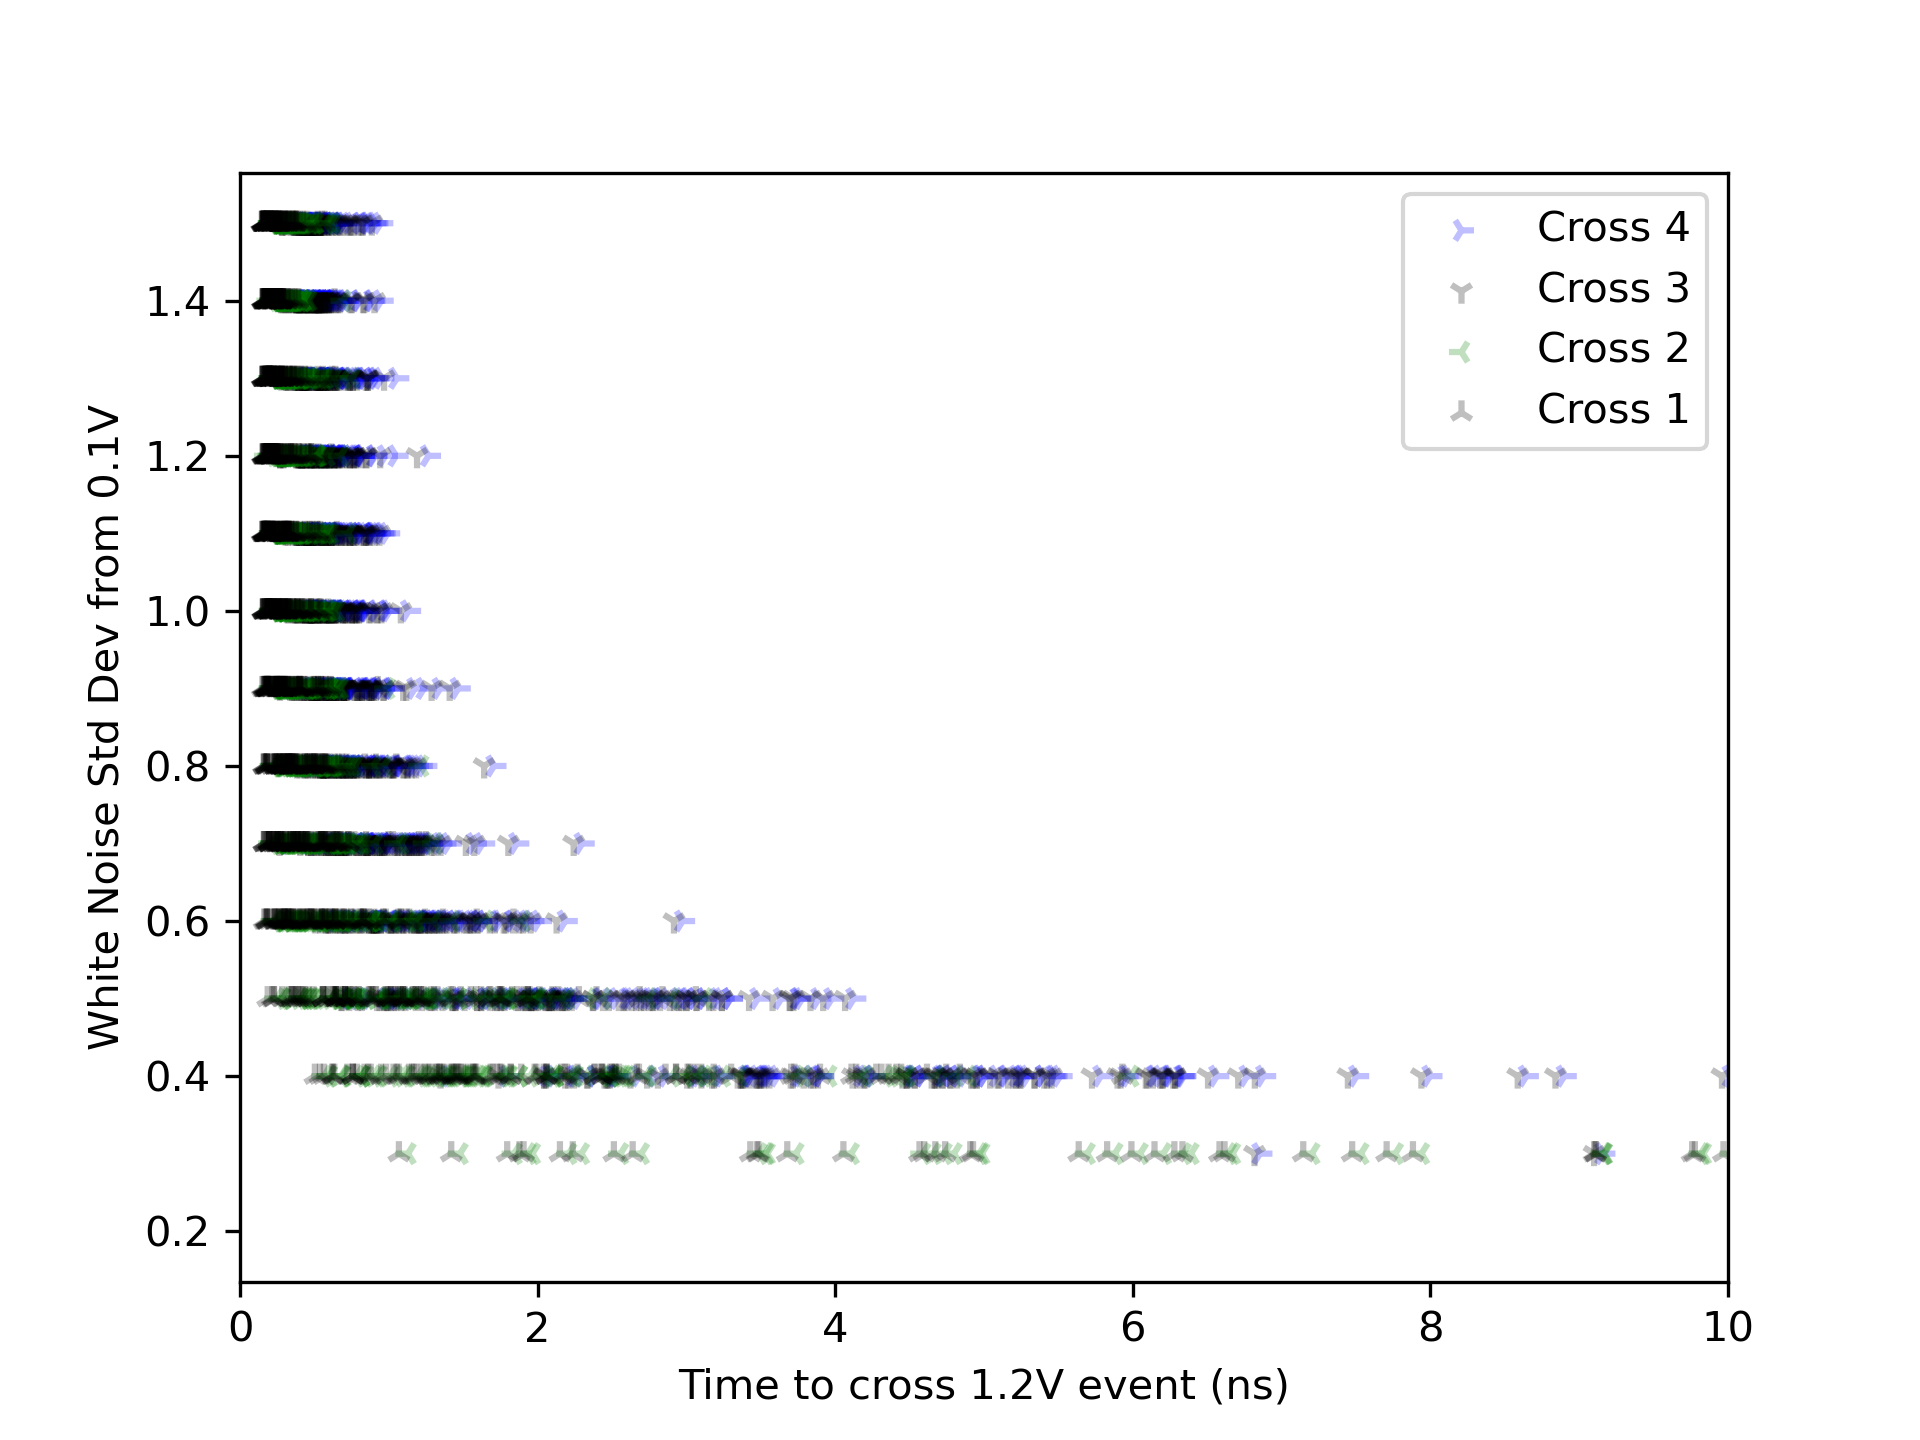 Cross 4
Cross 3
Cross 2
Cross 1
White Noise Std Dev from 0.1V
1.4
1.2
1.0
0.8
0.6
0.4
0.2
0
2
4
6
8
10
Time to cross 1.2V event (ns)